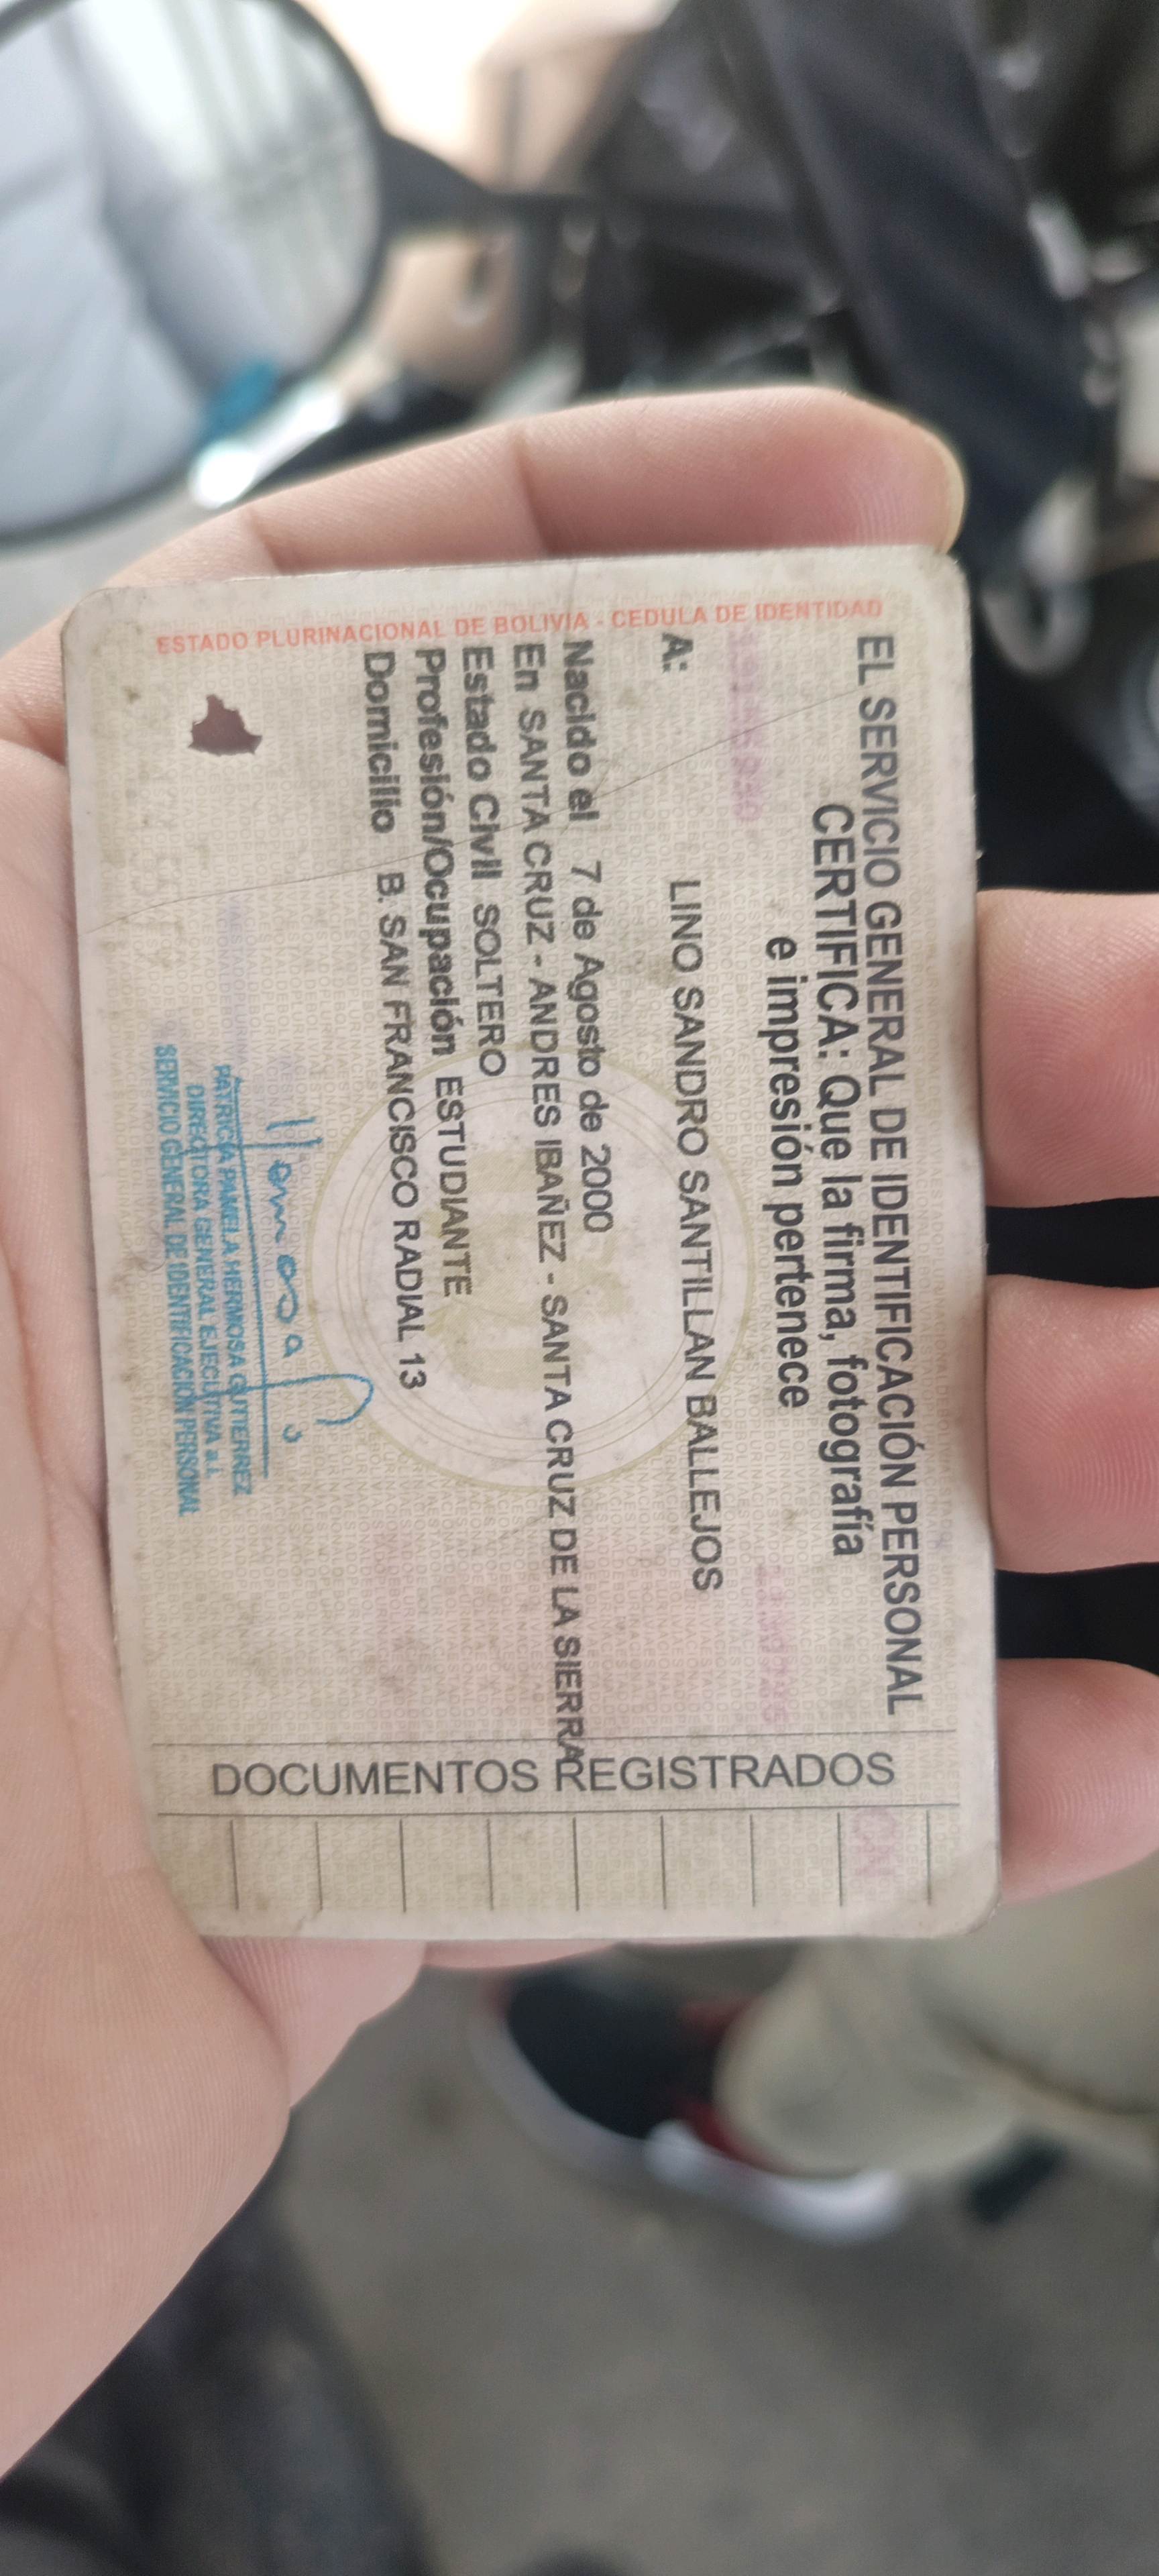 EL SERVICIO GENERAL DE IDENTIFICACIÓN PERSONAL
CERTIFICA: Que la firma, fotografía
e impresión pertenece
A: LINO SANDRO SANTILLAN BALLEJOS
Nacido el 7 de Agosto de 2000
En SANTA CRUZ - ANDRES IBAÑEZ - SANTA CRUZ DE LA SIERRA
Estado Civil SOLTERO
Profesión/Ocupación ESTUDIANTE
Domicilio B. SAN FRANCISCO RADIAL 13
PATRICIA PAMELA HERMOSA GUTIERREZ
DIRECTORA GENERAL EJECUTIVA a.i.
SERVICIO GENERAL DE IDENTIFICACIÓN PERSONAL
ESTADO PLURINACIONAL DE BOLIVIA - CEDULA DE IDENTIDAD
DOCUMENTOS REGISTRADOS
CN